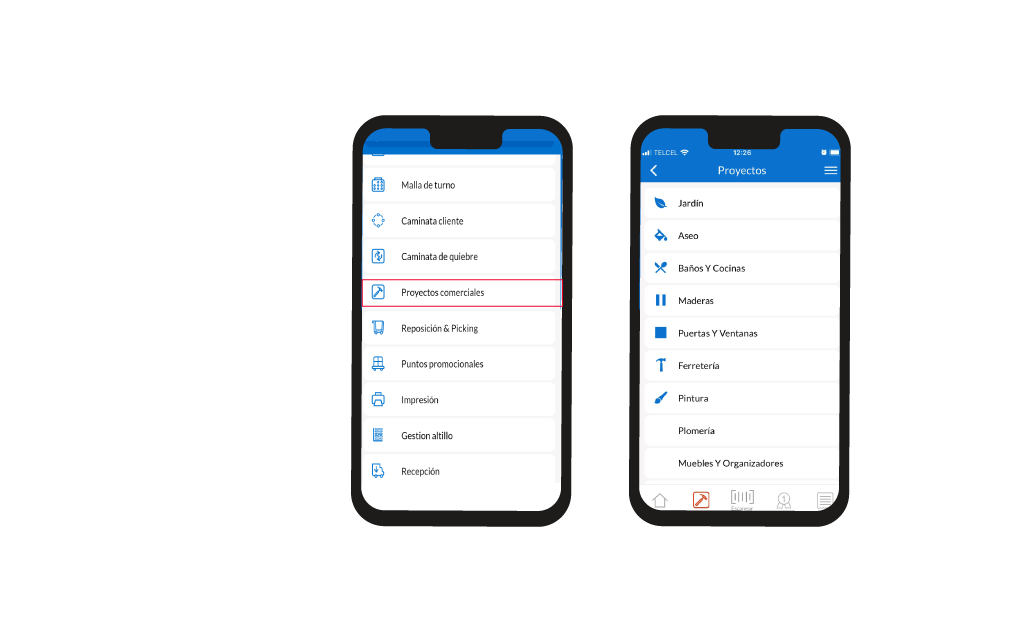 Malla de turno
Caminata cliente
Caminata de quiebre
Proyectos comerciales
Reposición & Picking
Puntos promocionales
Impresión
Gestion altillo
Recepción
TELCEL
12:26
Proyectos
Jardín
Aseo
Baños Y Cocinas
Maderas
Puertas Y Ventanas
Ferretería
Pintura
Plomería
Muebles Y Organizadores
1